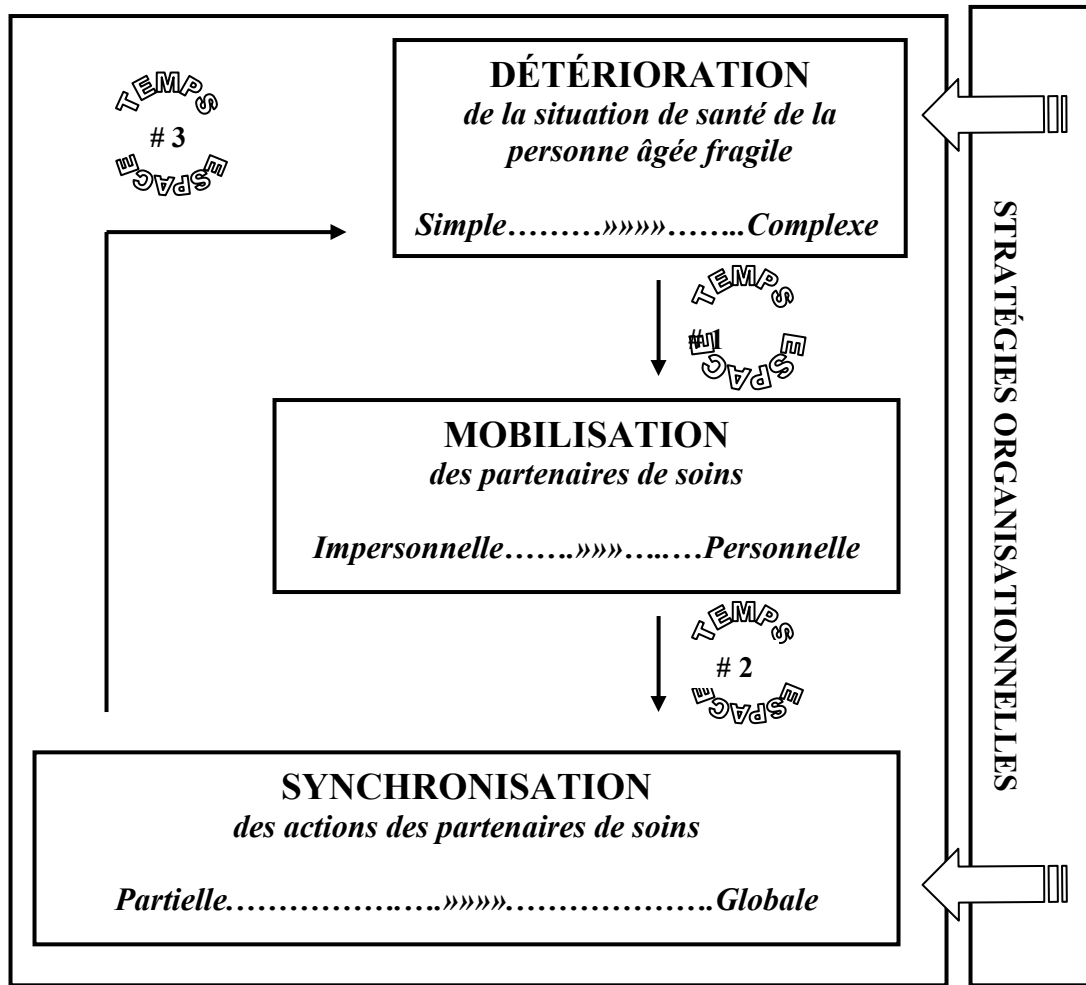 TEMPS
# 3
ESPACE
DÉTÉRIORATION
de la situation de santé de la
personne âgée fragile
Simple………»»»»……..Complexe
TEMPS
# 1
ESPACE
MOBILISATION
des partenaires de soins
Impersonnelle…….»»»…..…Personnelle
TEMPS
# 2
ESPACE
SYNCHRONISATION
des actions des partenaires de soins
Partielle……………..…..»»»»………………….Globale
STRATÉGIES ORGANISATIONNELLES